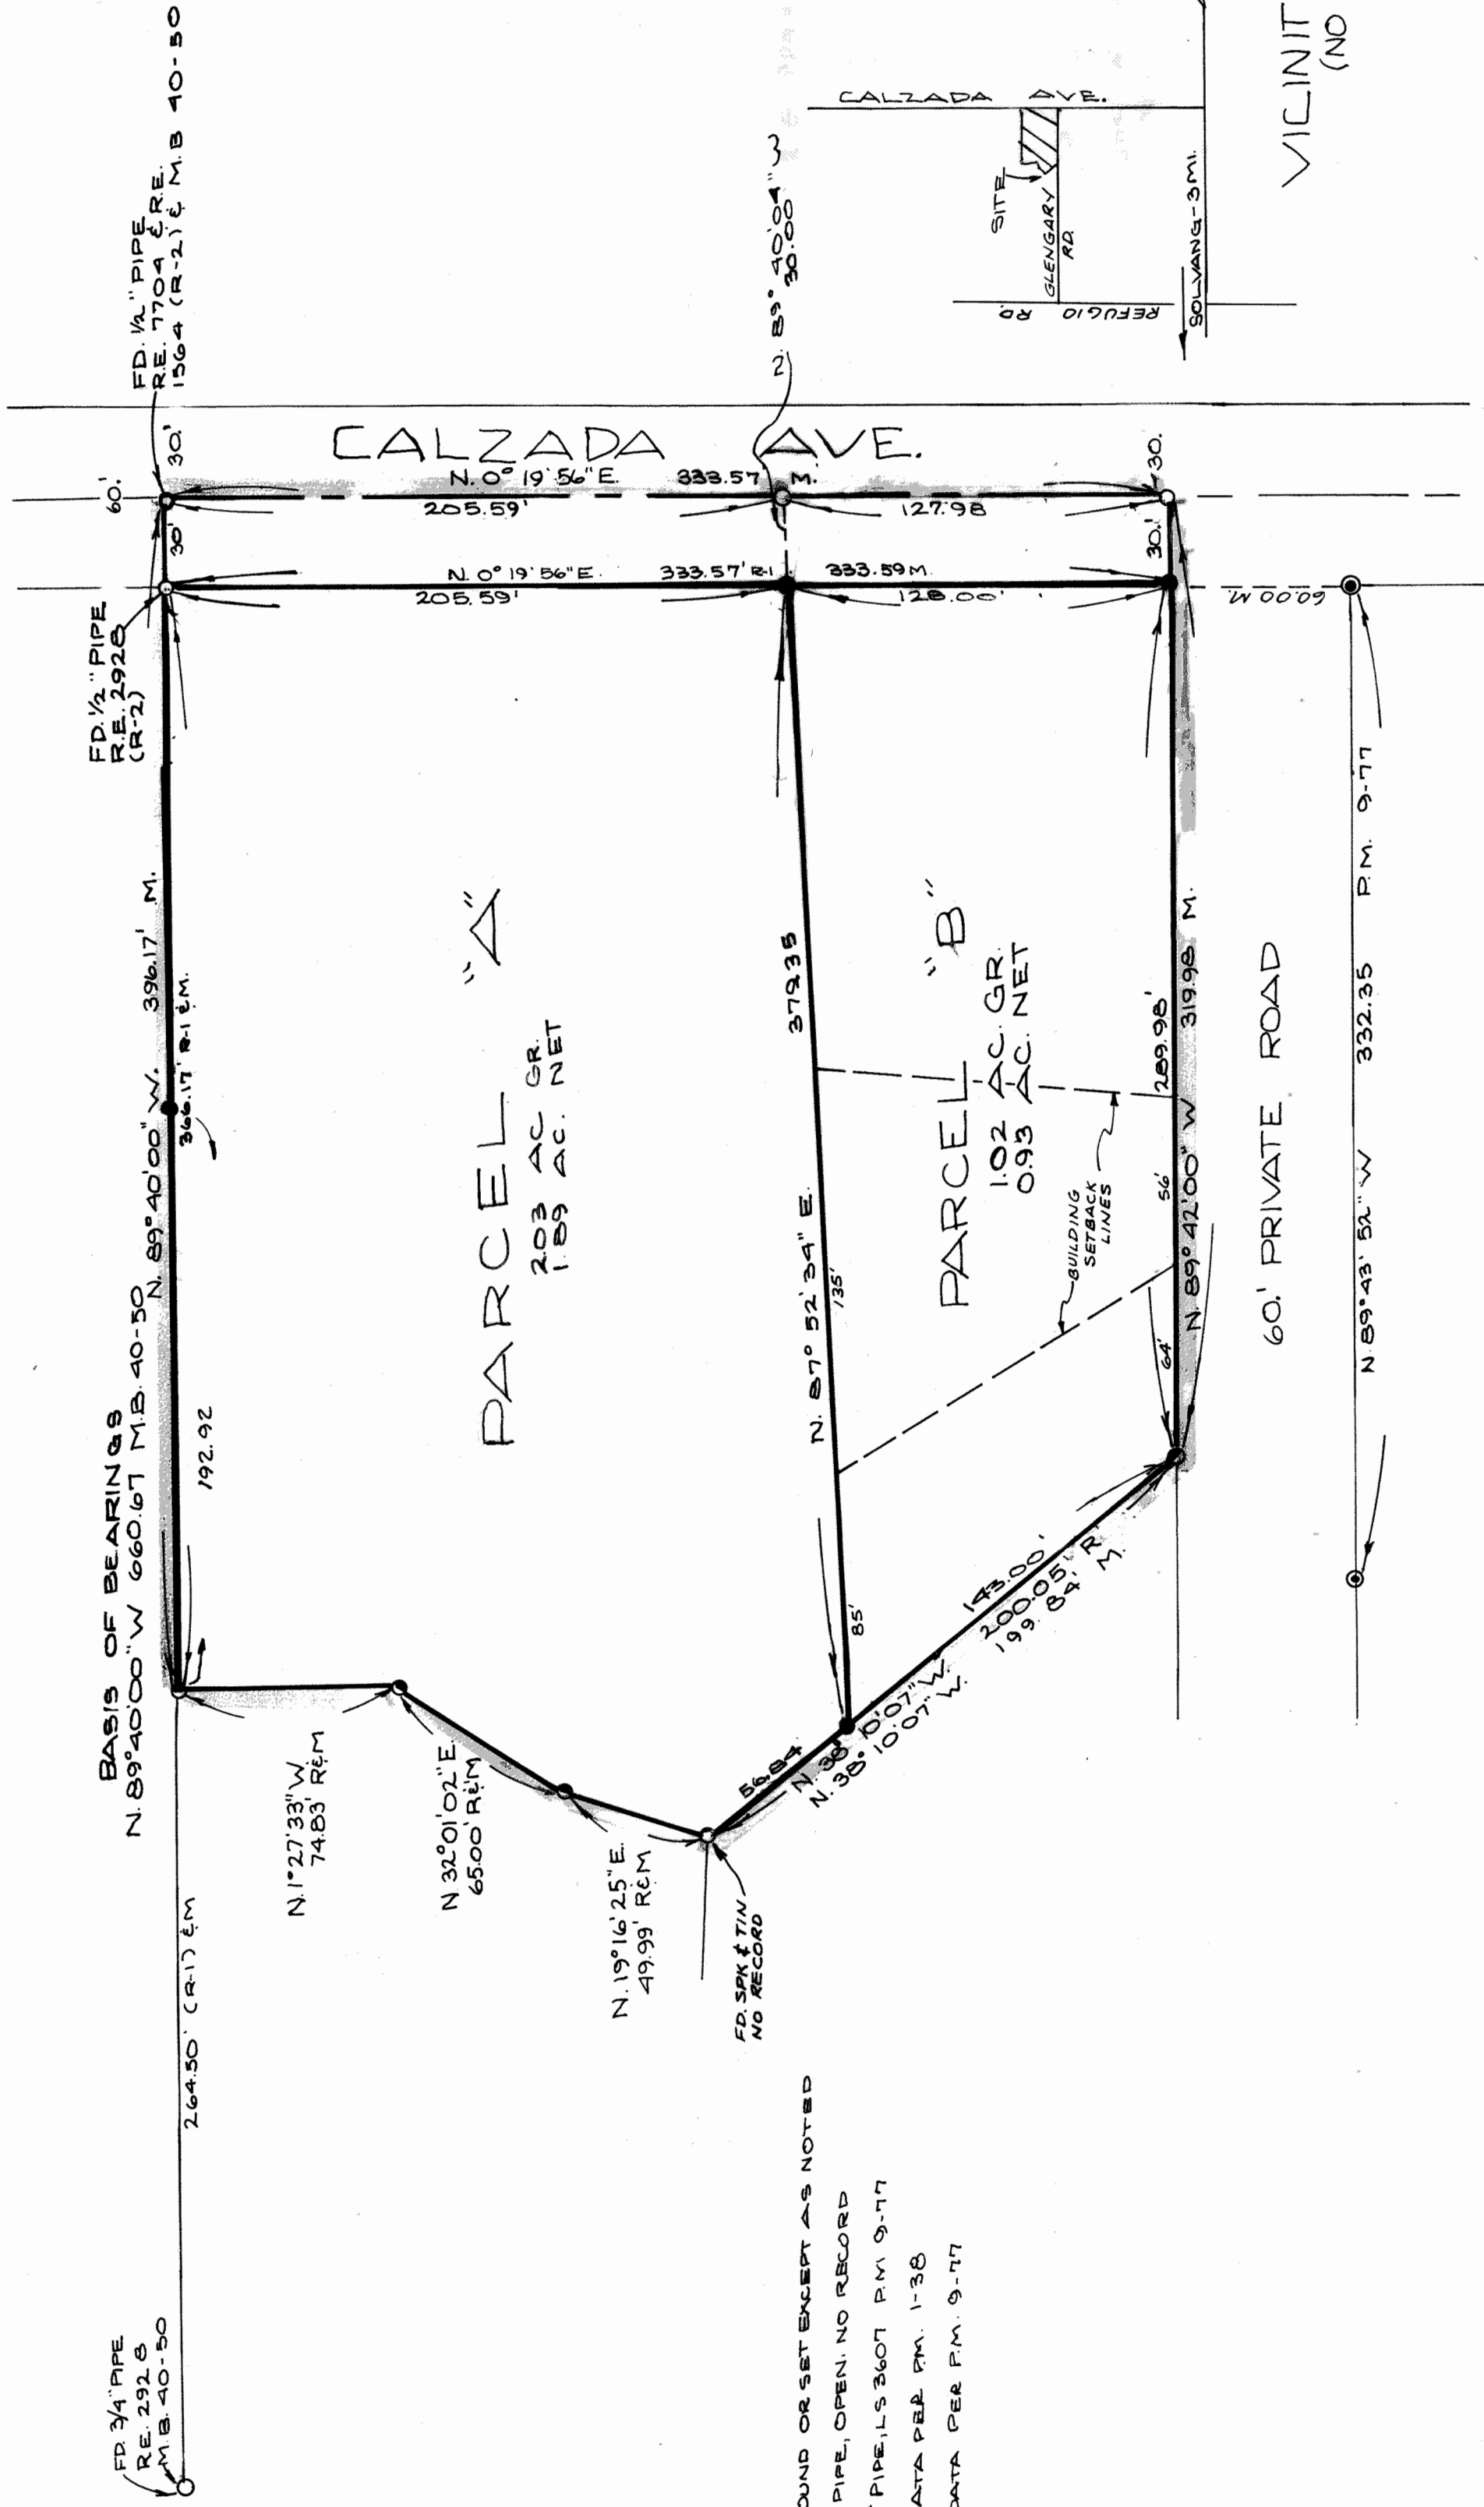 FD. 3/4" PIPE
RE. 2928
M.B. 40-50
264.50' (R-1) & M
BASIS OF BEARINGS
N. 89°40'00" W 660.67 M.B. 40-50
N. 89°40'00" W. 396.17' M.
366.17' R-1 & M.
192.92
FD. 1/2" PIPE
R.E. 2928
(R-2)
FD. 1/2" PIPE
R.E. 7704 & R.E.
1564 (R-2) & M.B 40-50
60.'
30.'
30'
N. 1°27'33" W
74.83' R&M
N. 32°01'02" E.
65.00' R&M
N. 19°16'25" E.
49.99' R&M
FD. SPK & TIN
NO RECORD
PARCEL "A"
2.03 AC GR.
1.89 AC. NET
CALZADA AVE.
N. 0° 19' 56" E. 333.57 M.
205.59'
127.98
N. 0° 19' 56" E. 333.57' R-1 333.59 M.
205.59'
128.00'
89° 40'04" W
30.00
N. 87° 52' 34" E. 379.35
135'
85'
56.84
N. 38° 10'07" W.
N. 38° 10'07" W.
143.00'
200.05' R
199.84' M
PARCEL "B"
1.02 AC. GR.
0.93 AC. NET
BUILDING
SETBACK
LINES
289.98'
56'
64'
N. 89°42'00" W 319.98 M.
30.'
30.
60.00 M.
60.' PRIVATE ROAD
N. 89°43' 52" W 332.35 P.M. 9-77
CALZADA AVE.
SITE
GLENGARY
RD.
REFUGIO RD.
SOLVANG-3 MI.
VICINIT
(NO
OUND OR SET EXCEPT AS NOTED
PIPE, OPEN. NO RECORD
PIPE, LS 3607 P.M 9-77
ATA PER P.M. 1-38
DATA PER P.M. 9-77